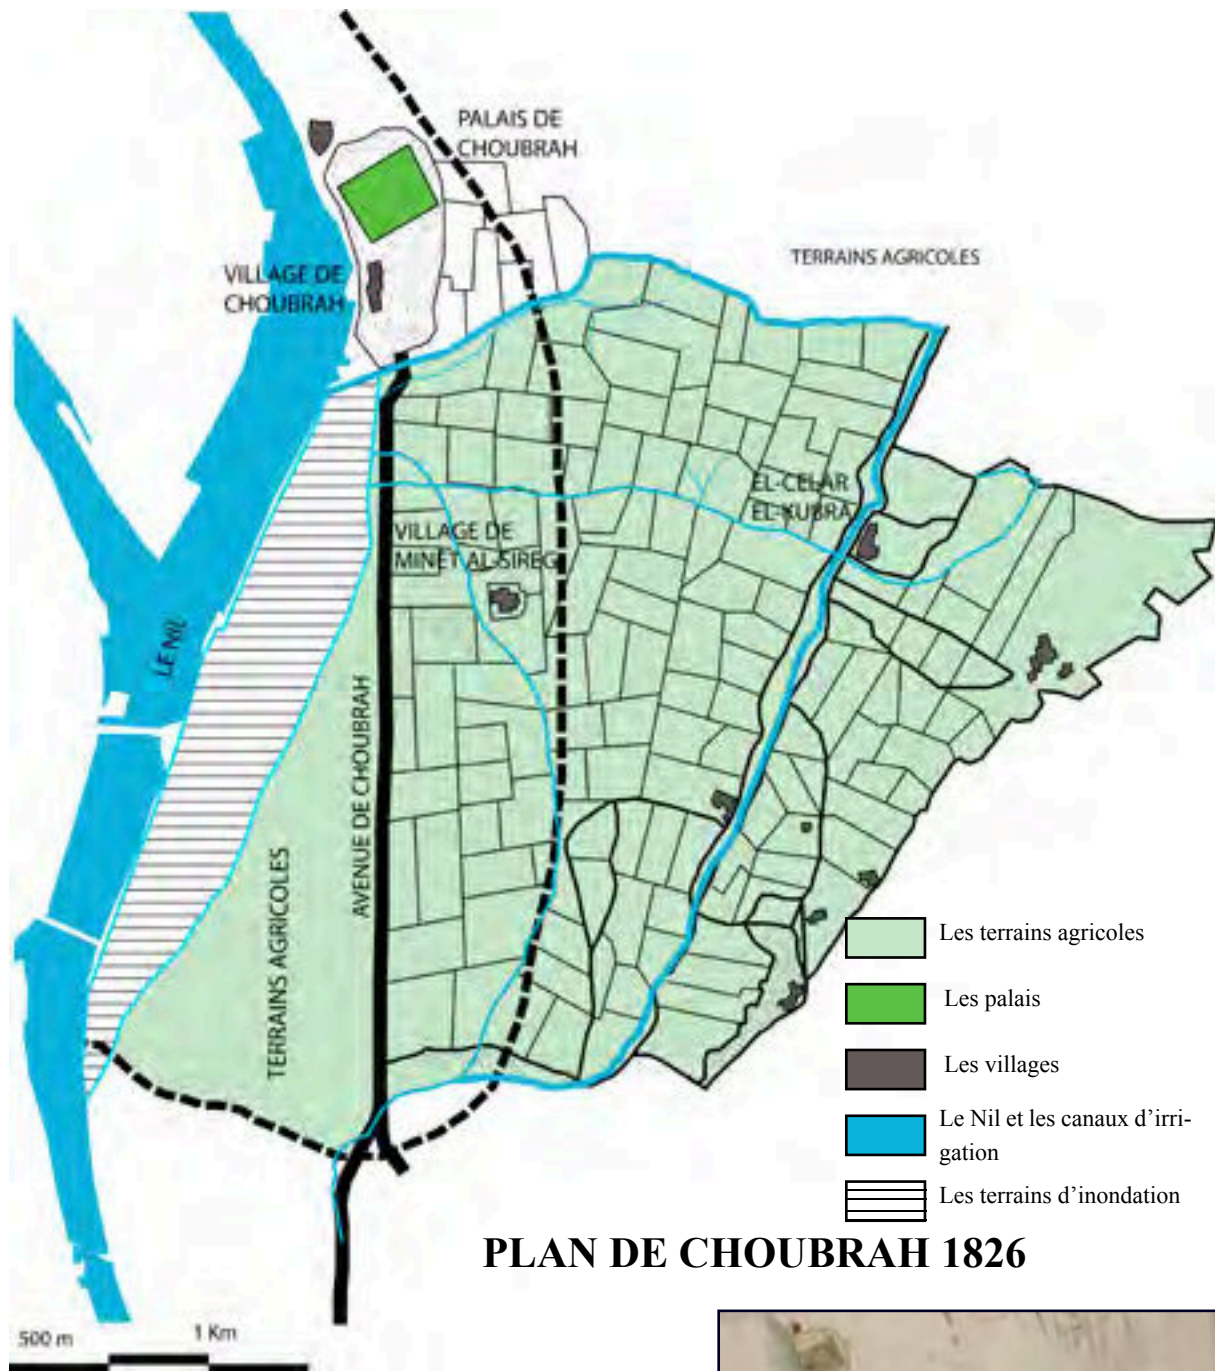 PALAIS DE
CHOUBRAH
TERRAINS AGRICOLES
VILLAGE DE
CHOUBRAH
EL-CELAR
EL-KUBRA
VILLAGE DE
MINET AL-SIREG
LE NIL
AVENUE DE CHOUBRAH
TERRAINS AGRICOLES
Les terrains agricoles
Les palais
Les villages
Le Nil et les canaux d’irri-
gation
Les terrains d’inondation
PLAN DE CHOUBRAH 1826
500 m
1 Km